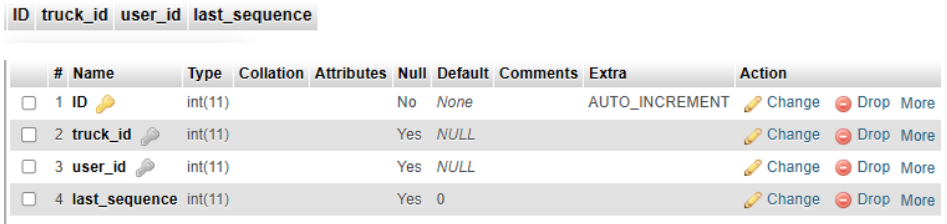 ID truck_id user_id last_sequence
# Name Type Collation Attributes Null Default Comments Extra Action
1 ID int(11) No None AUTO_INCREMENT Change Drop More
2 truck_id int(11) Yes NULL Change Drop More
3 user_id int(11) Yes NULL Change Drop More
4 last_sequence int(11) Yes 0 Change Drop More